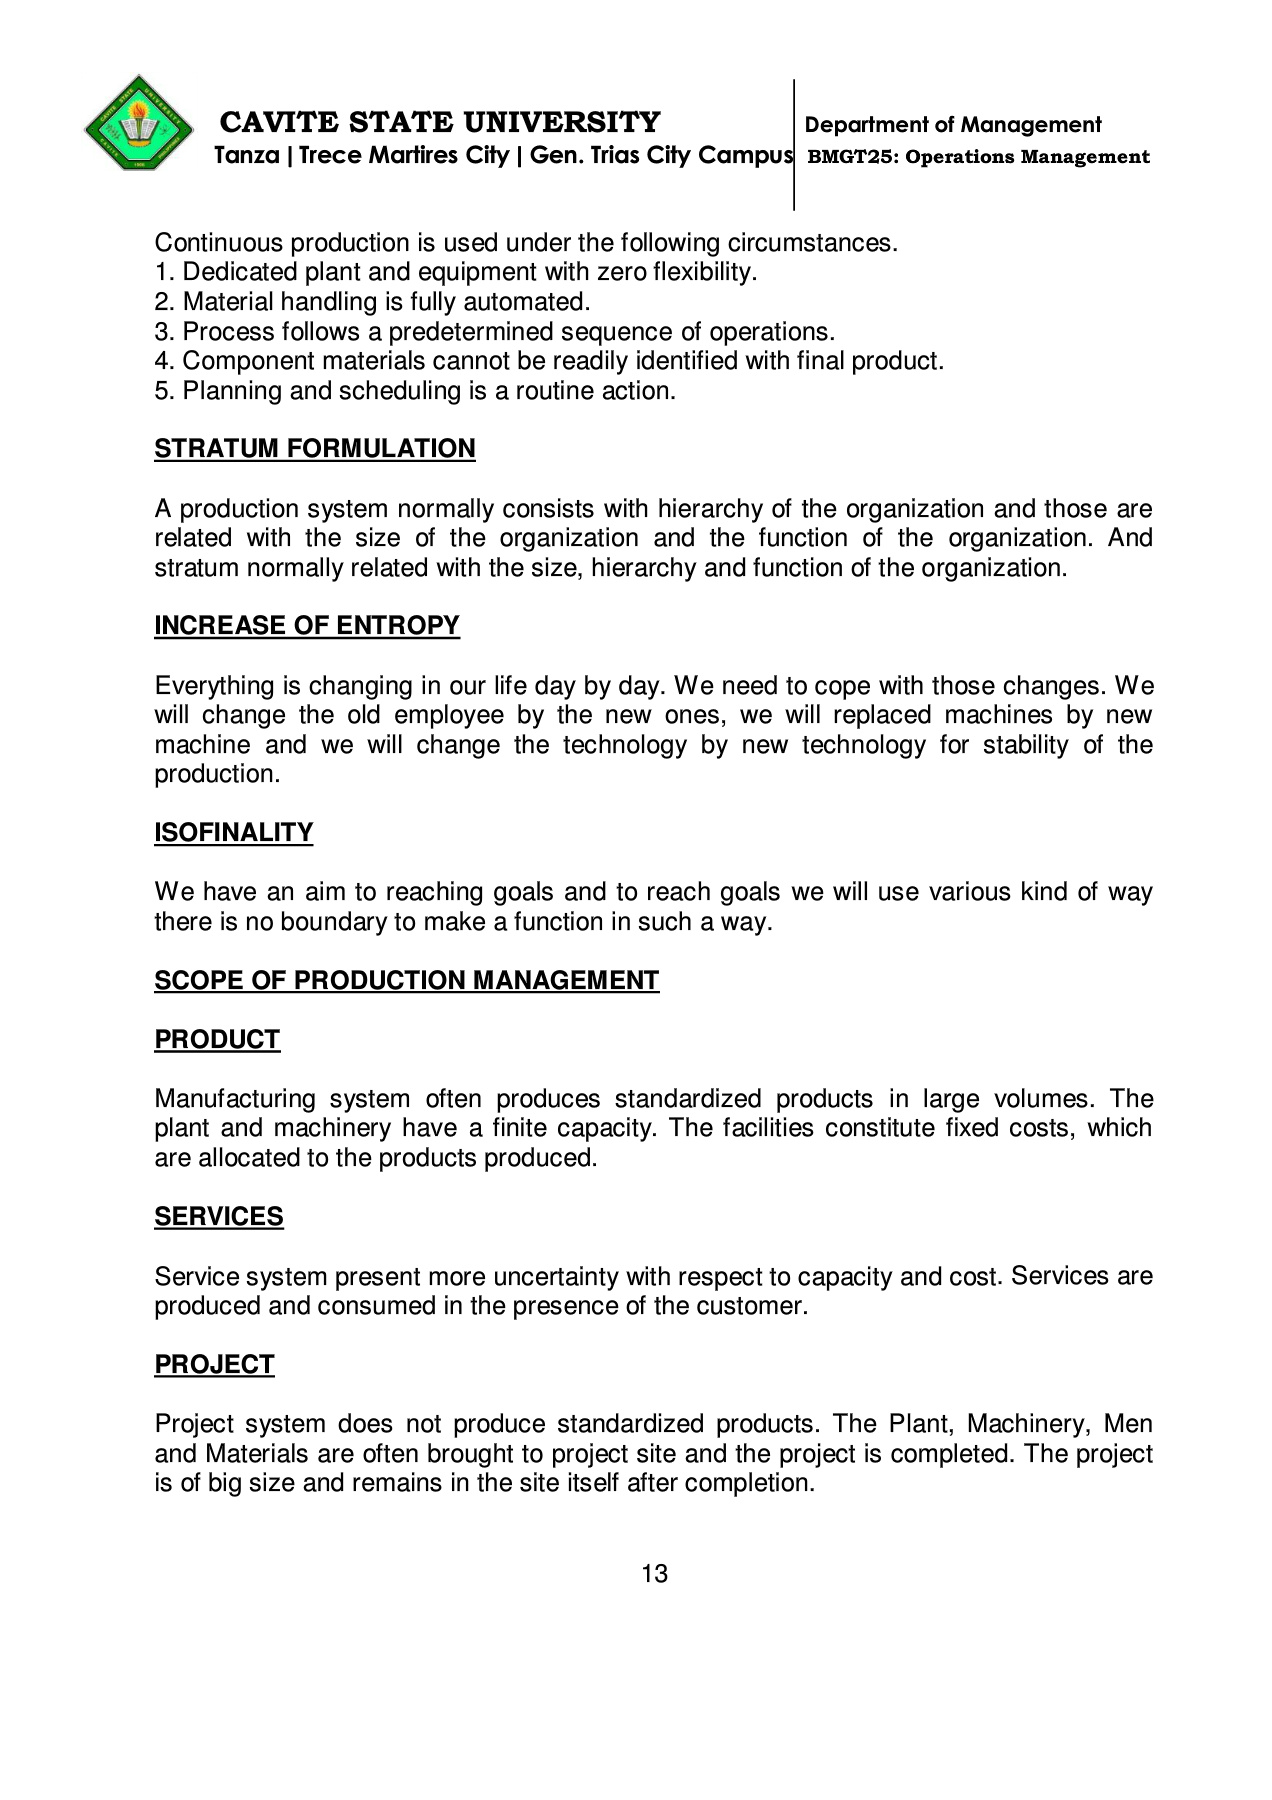 CAVITE STATE UNIVERSITY
Tanza | Trece Martires City | Gen. Trias City Campus
Department of Management
BMGT25: Operations Management
Continuous production is used under the following circumstances.
1. Dedicated plant and equipment with zero flexibility.
2. Material handling is fully automated.
3. Process follows a predetermined sequence of operations.
4. Component materials cannot be readily identified with final product.
5. Planning and scheduling is a routine action.
STRATUM FORMULATION
A production system normally consists with hierarchy of the organization and those are
related with the size of the organization and the function of the organization. And
stratum normally related with the size, hierarchy and function of the organization.
INCREASE OF ENTROPY
Everything is changing in our life day by day. We need to cope with those changes. We
will change the old employee by the new ones, we will replaced machines by new
machine and we will change the technology by new technology for stability of the
production.
ISOFINALITY
We have an aim to reaching goals and to reach goals we will use various kind of way
there is no boundary to make a function in such a way.
SCOPE OF PRODUCTION MANAGEMENT
PRODUCT
Manufacturing system often produces standardized products in large volumes. The
plant and machinery have a finite capacity. The facilities constitute fixed costs, which
are allocated to the products produced.
SERVICES
Service system present more uncertainty with respect to capacity and cost. Services are
produced and consumed in the presence of the customer.
PROJECT
Project system does not produce standardized products. The Plant, Machinery, Men
and Materials are often brought to project site and the project is completed. The project
is of big size and remains in the site itself after completion.
13